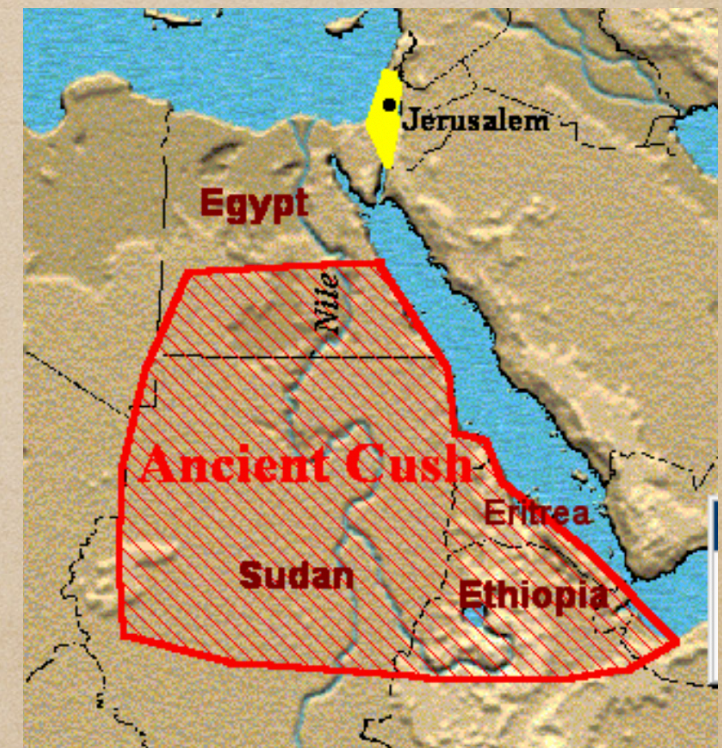 Jerusalem
Egypt
Nile
Ancient Cush
Eritrea
Sudan
Ethiopia